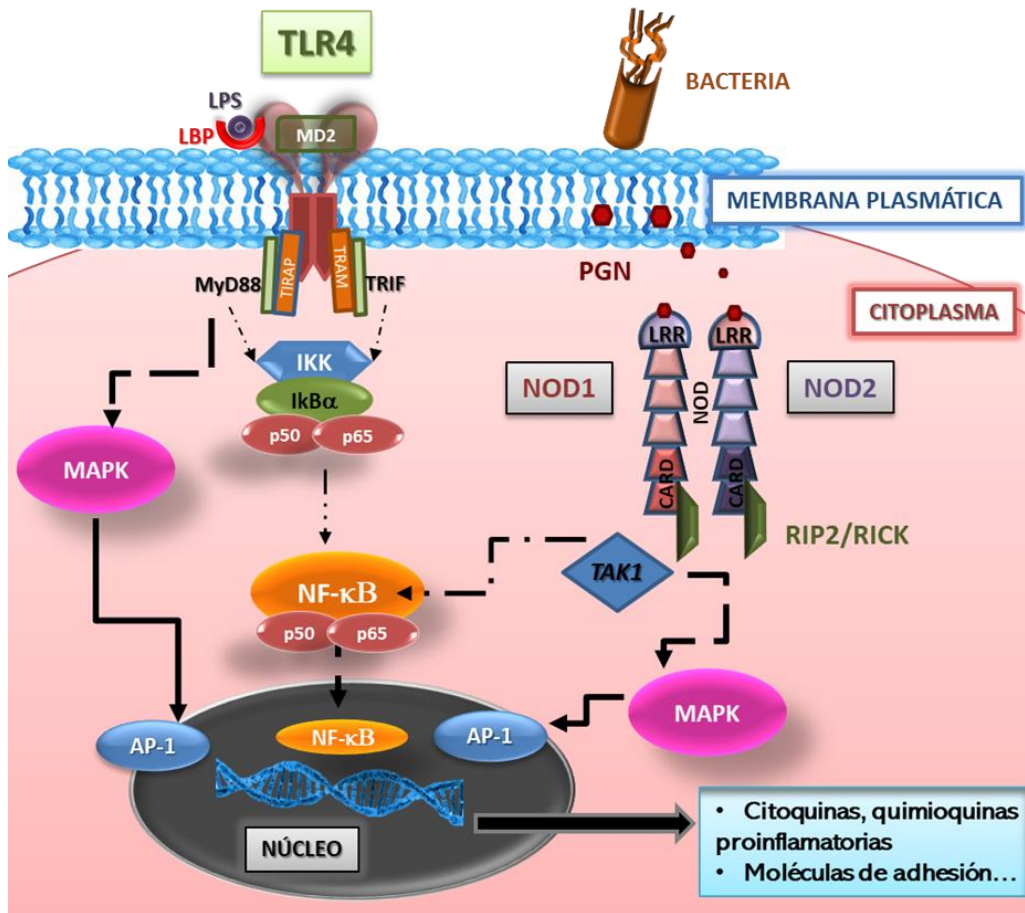 TLR4
BACTERIA
LPS
LBP
MD2
MEMBRANA PLASMÁTICA
TIRAP
TRAM
MyD88
TRIF
PGN
CITOPLASMA
IKK
IkBα
p50
p65
LRR
LRR
NOD1
NOD
NOD2
MAPK
CARD
CARD
RIP2/RICK
TAK1
NF-κB
p50
p65
MAPK
AP-1
NF-κB
AP-1
NÚCLEO
• Citoquinas, quimioquinas
proinflamatorias
• Moléculas de adhesión...